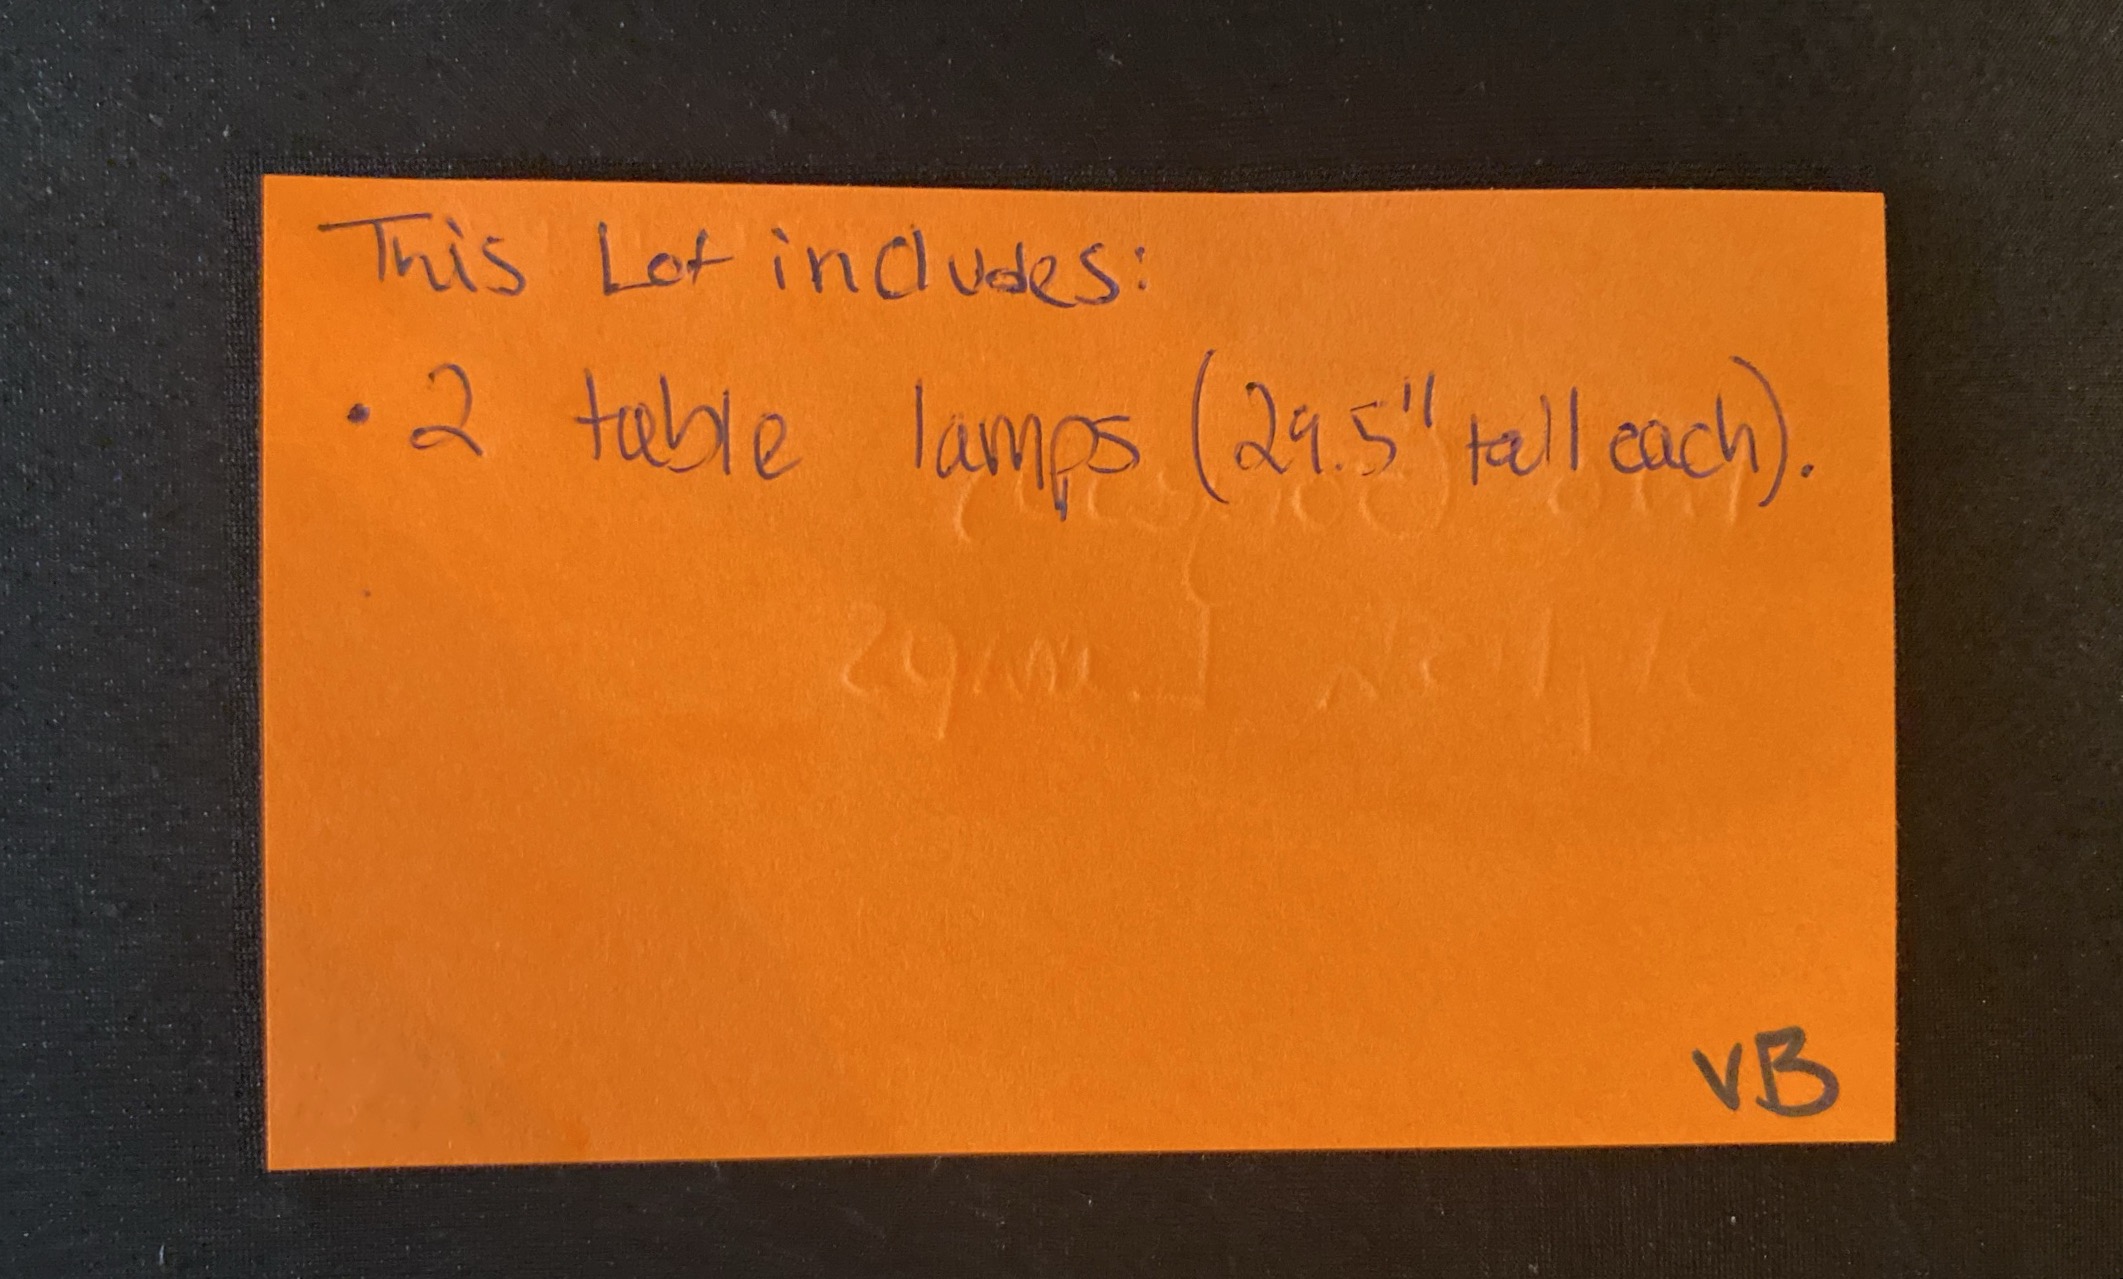 This Lot includes:
• 2 table lamps (29.5" tall each).
VB